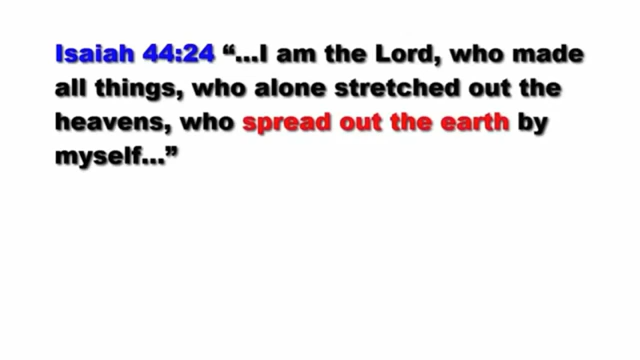 Isaiah 44:24 “...I am the Lord, who made
all things, who alone stretched out the
heavens, who spread out the earth by
myself...”